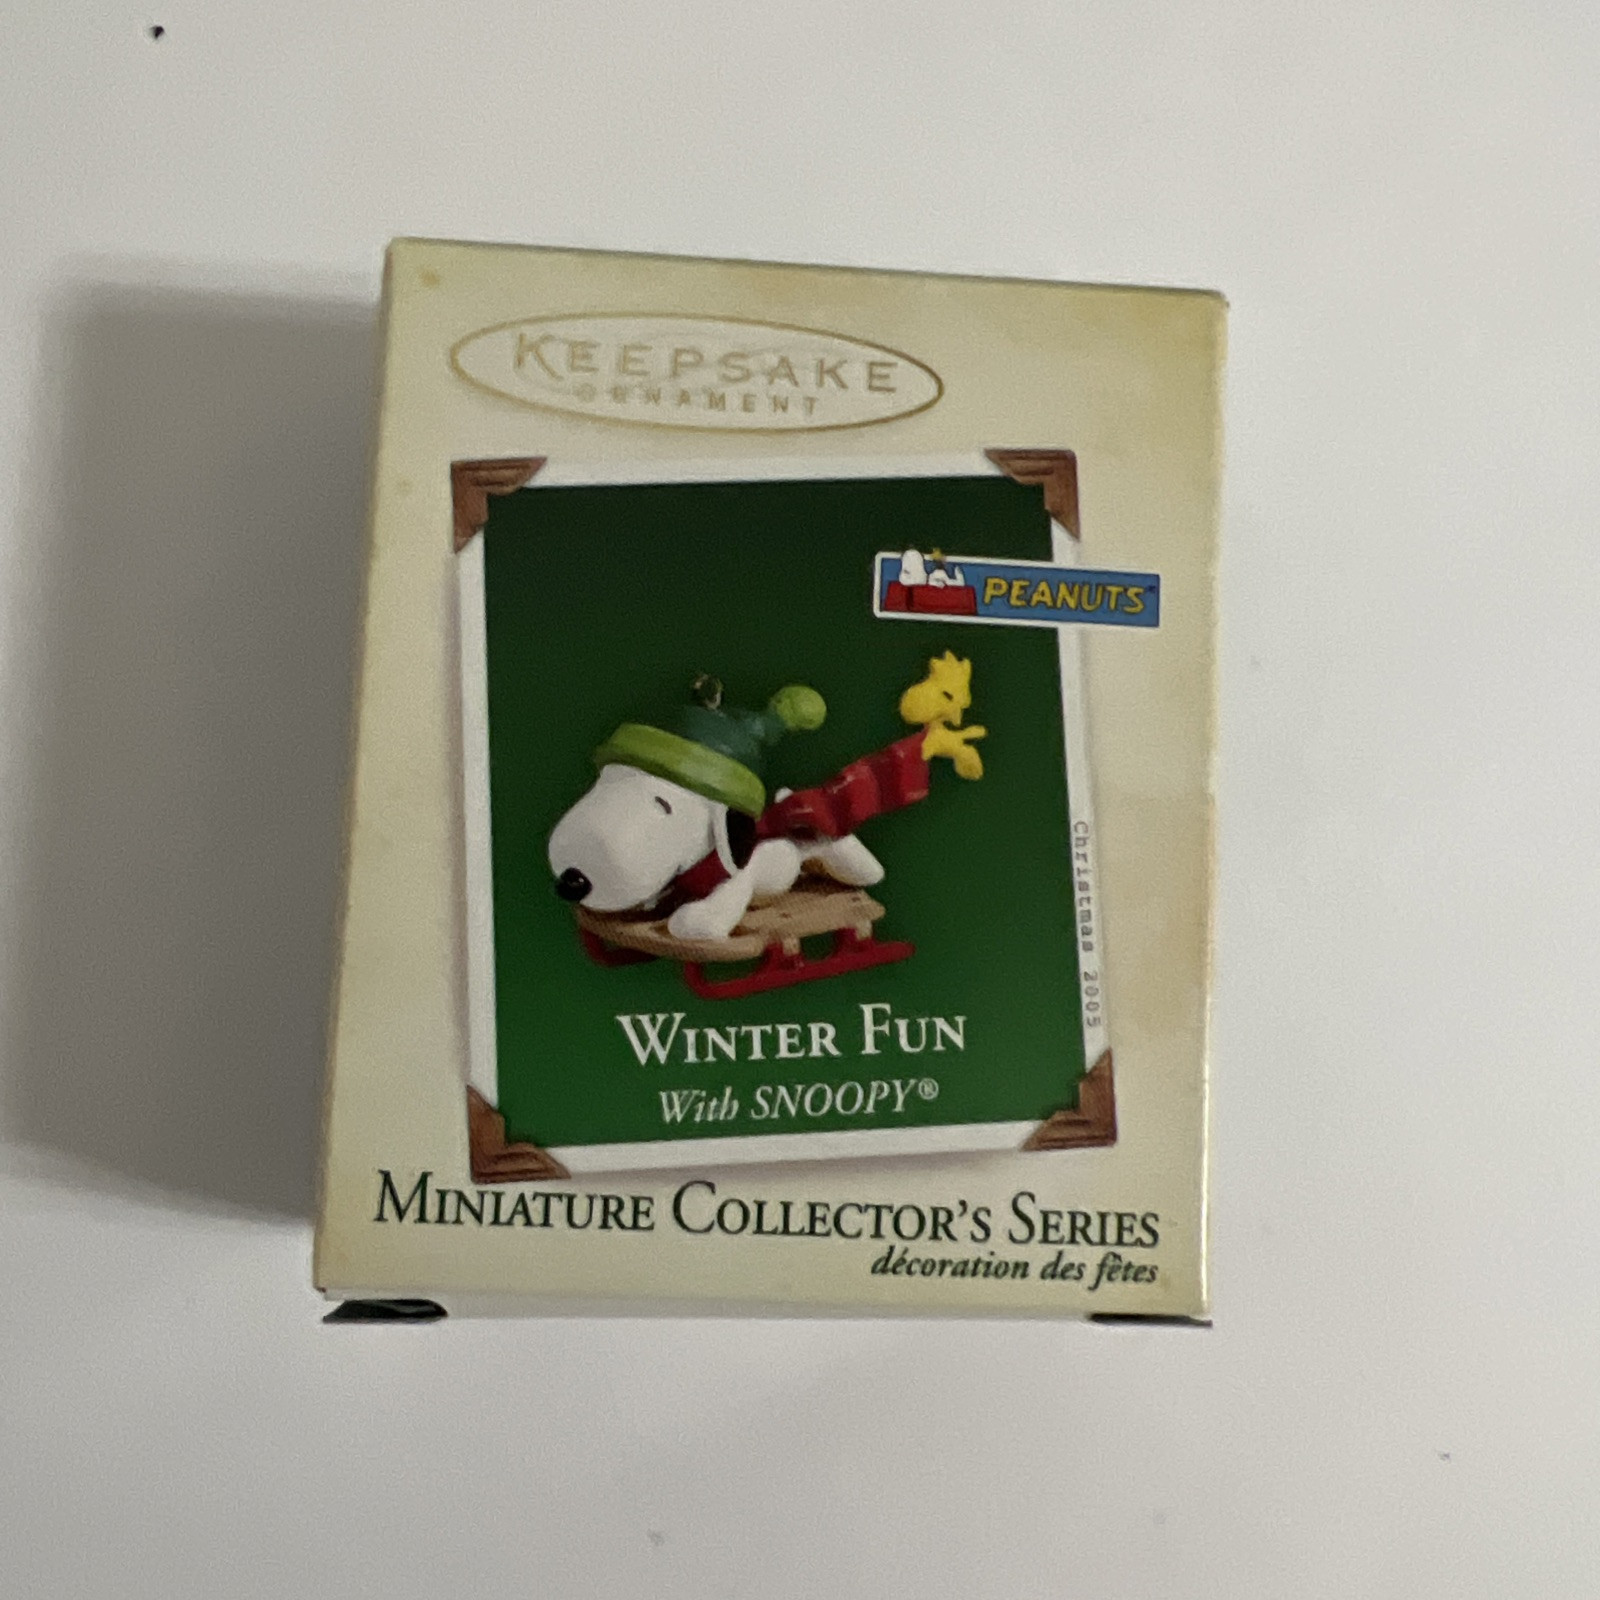 KEEPSAKE
ORNAMENT
PEANUTS
Christmas 2005
WINTER FUN
With SNOOPY®
MINIATURE COLLECTOR'S SERIES
décoration des fêtes